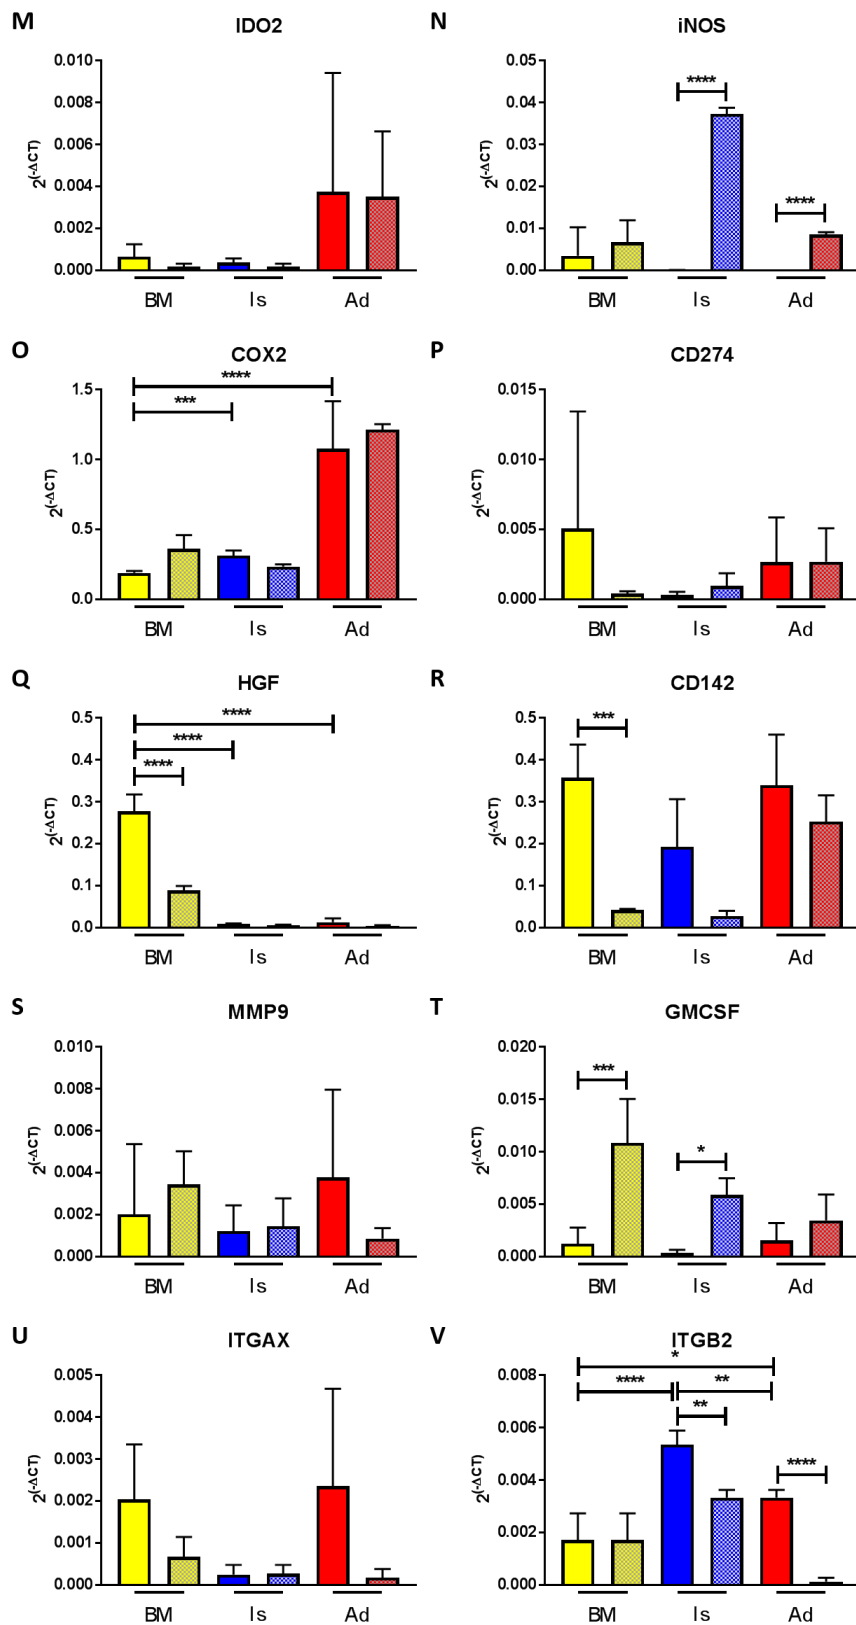 M
IDO2
2(-ΔCT)
0.010
0.008
0.006
0.004
0.002
0.000
BM Is Ad
N
iNOS
2(-ΔCT)
0.05
0.04
0.03
0.02
0.01
0.00
****
****
BM Is Ad
O
COX2
2(-ΔCT)
1.5
1.0
0.5
0.0
****
***
BM Is Ad
P
CD274
2(-ΔCT)
0.015
0.010
0.005
0.000
BM Is Ad
Q
HGF
2(-ΔCT)
0.5
0.4
0.3
0.2
0.1
0.0
****
****
****
BM Is Ad
R
CD142
2(-ΔCT)
0.5
0.4
0.3
0.2
0.1
0.0
***
BM Is Ad
S
MMP9
2(-ΔCT)
0.010
0.008
0.006
0.004
0.002
0.000
BM Is Ad
T
GMCSF
2(-ΔCT)
0.020
0.015
0.010
0.005
0.000
***
*
BM Is Ad
U
ITGAX
2(-ΔCT)
0.005
0.004
0.003
0.002
0.001
0.000
BM Is Ad
V
ITGB2
2(-ΔCT)
0.008
0.006
0.004
0.002
0.000
*
**** **
**
****
BM Is Ad